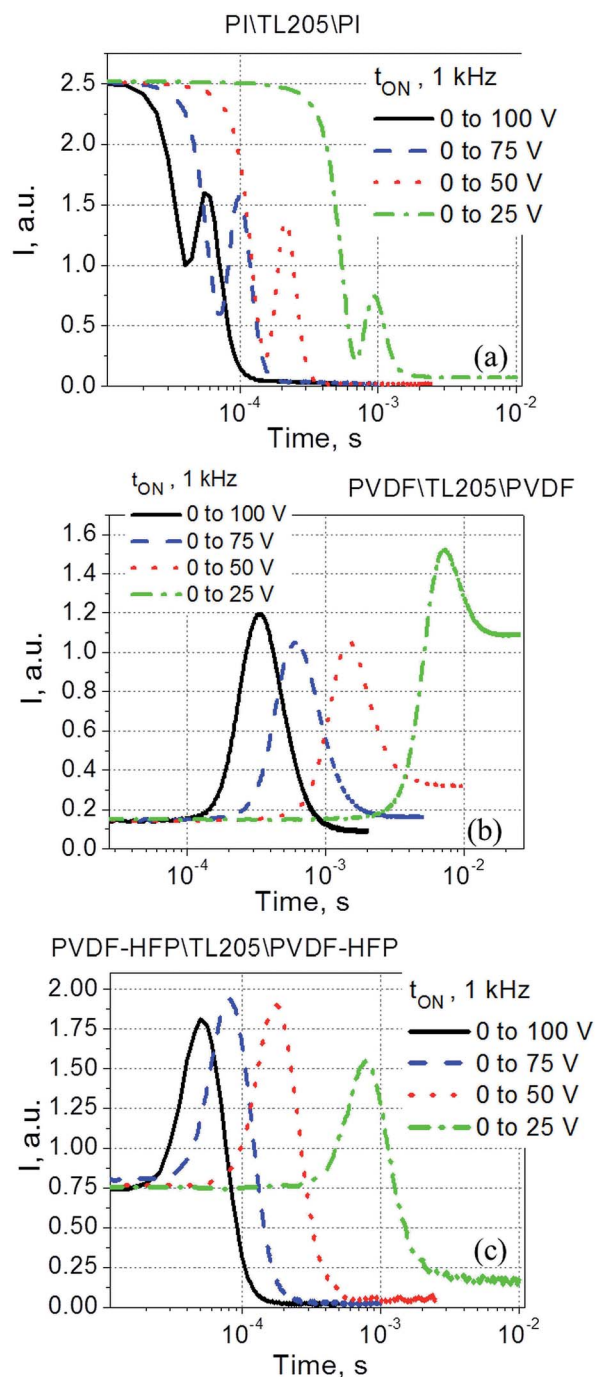 PI\TL205\PI
t_ON , 1 kHz
0 to 100 V
0 to 75 V
0 to 50 V
0 to 25 V
I, a.u.
2.5
2.0
1.5
1.0
0.5
0.0
(a)
10^-4 10^-3 10^-2
Time, s
t_ON , 1 kHz
PVDF\TL205\PVDF
0 to 100 V
0 to 75 V
0 to 50 V
0 to 25 V
I, a.u.
1.6
1.4
1.2
1.0
0.8
0.6
0.4
0.2
0.0
(b)
10^-4 10^-3 10^-2
Time, s
PVDF-HFP\TL205\PVDF-HFP
t_ON , 1 kHz
0 to 100 V
0 to 75 V
0 to 50 V
0 to 25 V
I, a.u.
2.00
1.75
1.50
1.25
1.00
0.75
0.50
0.25
0.00
(c)
10^-4 10^-3 10^-2
Time, s